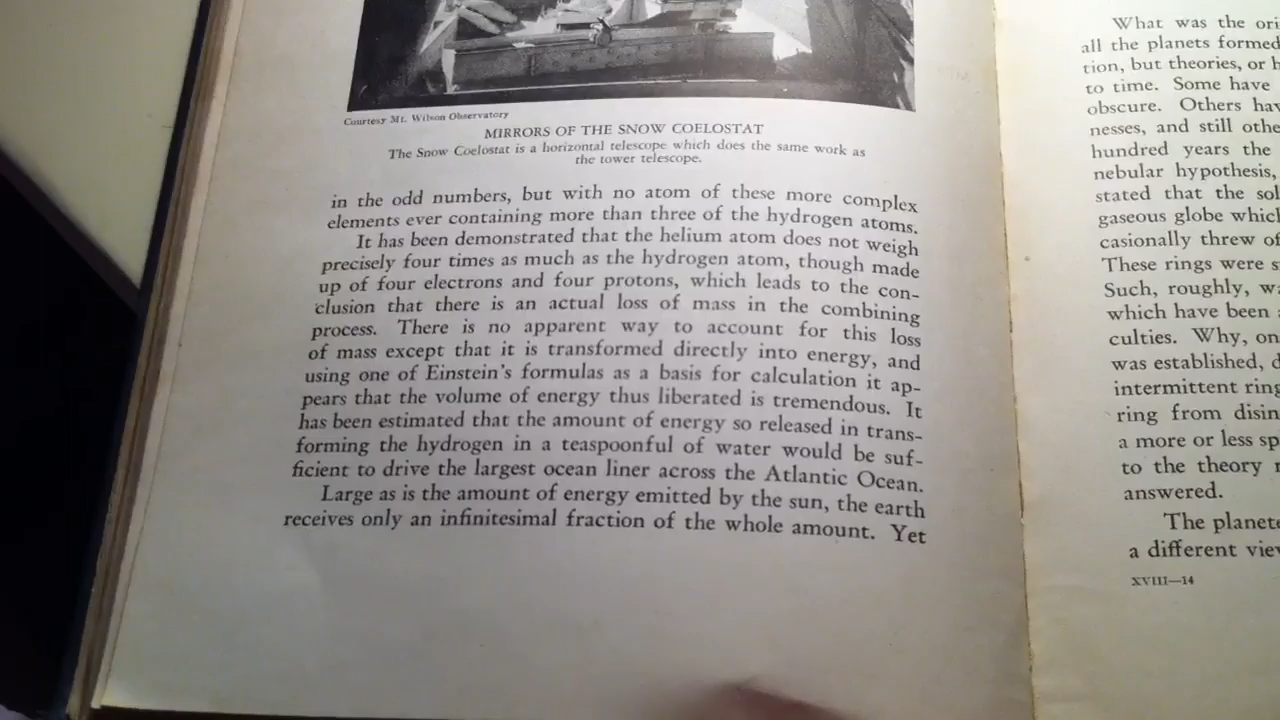 Courtesy Mt. Wilson Observatory
MIRRORS OF THE SNOW COELOSTAT
The Snow Coelostat is a horizontal telescope which does the same work as
the tower telescope.
in the odd numbers, but with no atom of these more complex
elements ever containing more than three of the hydrogen atoms.
It has been demonstrated that the helium atom does not weigh
precisely four times as much as the hydrogen atom, though made
up of four electrons and four protons, which leads to the con-
clusion that there is an actual loss of mass in the combining
process. There is no apparent way to account for this loss
of mass except that it is transformed directly into energy, and
using one of Einstein's formulas as a basis for calculation it ap-
pears that the volume of energy thus liberated is tremendous. It
has been estimated that the amount of energy so released in trans-
forming the hydrogen in a teaspoonful of water would be suf-
ficient to drive the largest ocean liner across the Atlantic Ocean.
Large as is the amount of energy emitted by the sun, the earth
receives only an infinitesimal fraction of the whole amount. Yet
What was the ori
all the planets formed
tion, but theories, or h
to time. Some have
obscure. Others hav
nesses, and still othe
hundred years the
nebular hypothesis,
stated that the sol
gaseous globe which
casionally threw of
These rings were s
Such, roughly, wa
which have been
culties. Why, on
was established, d
intermittent ring
ring from disin
a more or less sp
to the theory
answered.
The planet
a different view
XVIII—14